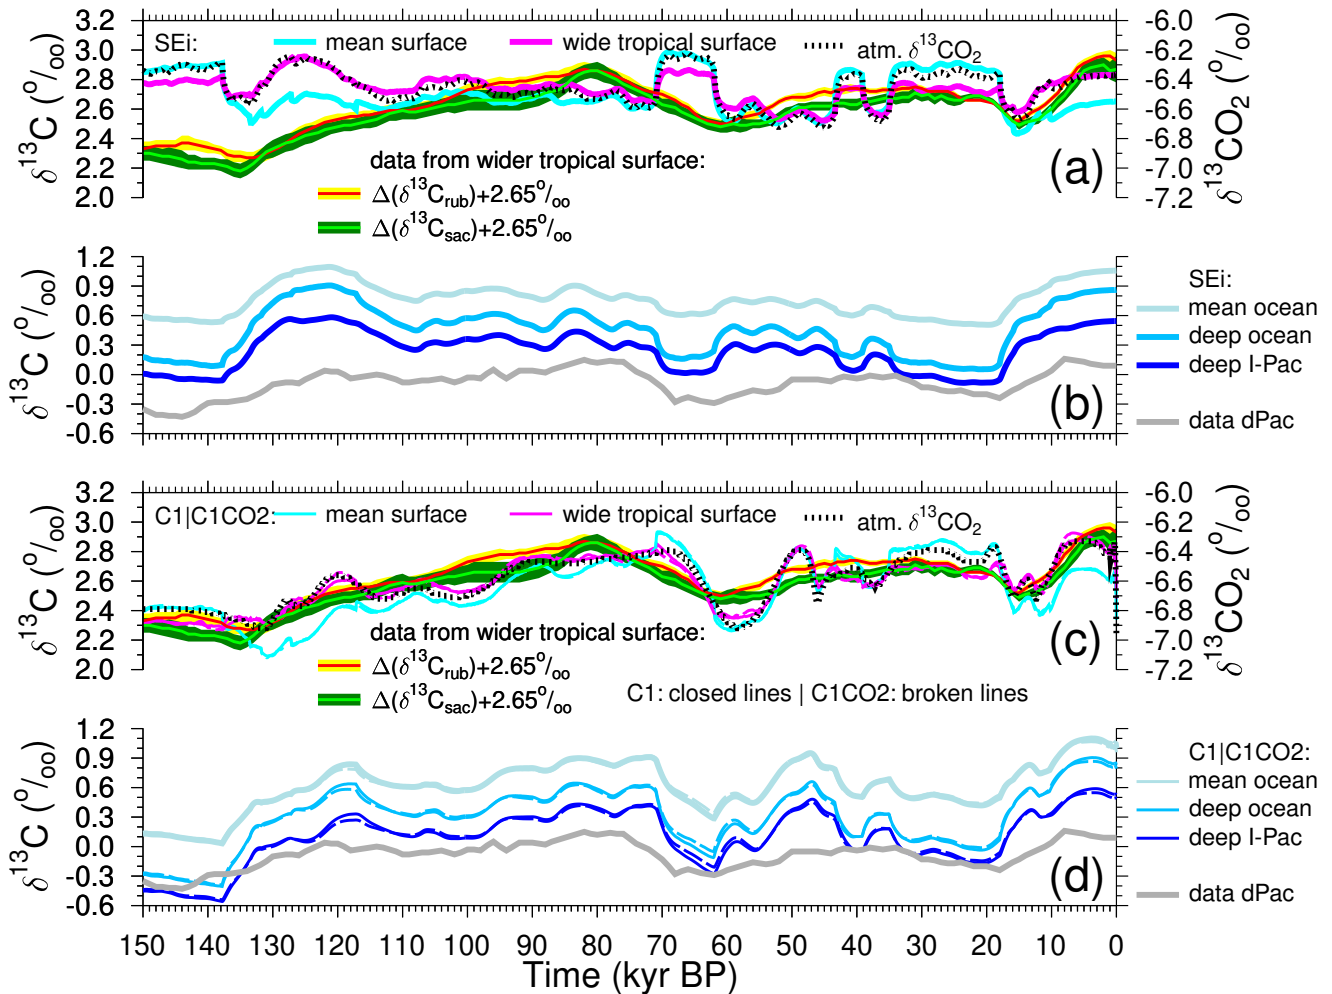 SEi: mean surface wide tropical surface atm. δ¹³CO₂
3.2
3.0
2.8
2.6
2.4
2.2
2.0
δ¹³C (º/ₒₒ)
-6.0
-6.2
-6.4
-6.6
-6.8
-7.0
-7.2
δ¹³CO₂ (º/ₒₒ)
data from wider tropical surface:
Δ(δ¹³C_rub)+2.65º/ₒₒ
Δ(δ¹³C_sac)+2.65º/ₒₒ
(a)
1.2
0.9
0.6
0.3
0.0
-0.3
-0.6
δ¹³C (º/ₒₒ)
(b)
SEi:
mean ocean
deep ocean
deep I-Pac
data dPac
C1|C1CO2: mean surface wide tropical surface atm. δ¹³CO₂
3.2
3.0
2.8
2.6
2.4
2.2
2.0
δ¹³C (º/ₒₒ)
-6.0
-6.2
-6.4
-6.6
-6.8
-7.0
-7.2
δ¹³CO₂ (º/ₒₒ)
data from wider tropical surface:
Δ(δ¹³C_rub)+2.65º/ₒₒ
Δ(δ¹³C_sac)+2.65º/ₒₒ
C1: closed lines | C1CO2: broken lines
(c)
1.2
0.9
0.6
0.3
0.0
-0.3
-0.6
δ¹³C (º/ₒₒ)
(d)
C1|C1CO2:
mean ocean
deep ocean
deep I-Pac
data dPac
150 140 130 120 110 100 90 80 70 60 50 40 30 20 10 0
Time (kyr BP)